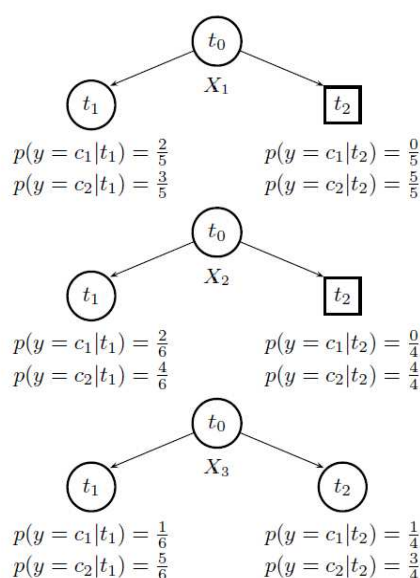 t₀
X₁
t₁ t₂
p(y = c₁|t₁) = 2/5 p(y = c₁|t₂) = 0/5
p(y = c₂|t₁) = 3/5 p(y = c₂|t₂) = 5/5
t₀
X₂
t₁ t₂
p(y = c₁|t₁) = 2/6 p(y = c₁|t₂) = 0/4
p(y = c₂|t₁) = 4/6 p(y = c₂|t₂) = 4/4
t₀
X₃
t₁ t₂
p(y = c₁|t₁) = 1/6 p(y = c₁|t₂) = 1/4
p(y = c₂|t₁) = 5/6 p(y = c₂|t₂) = 3/4